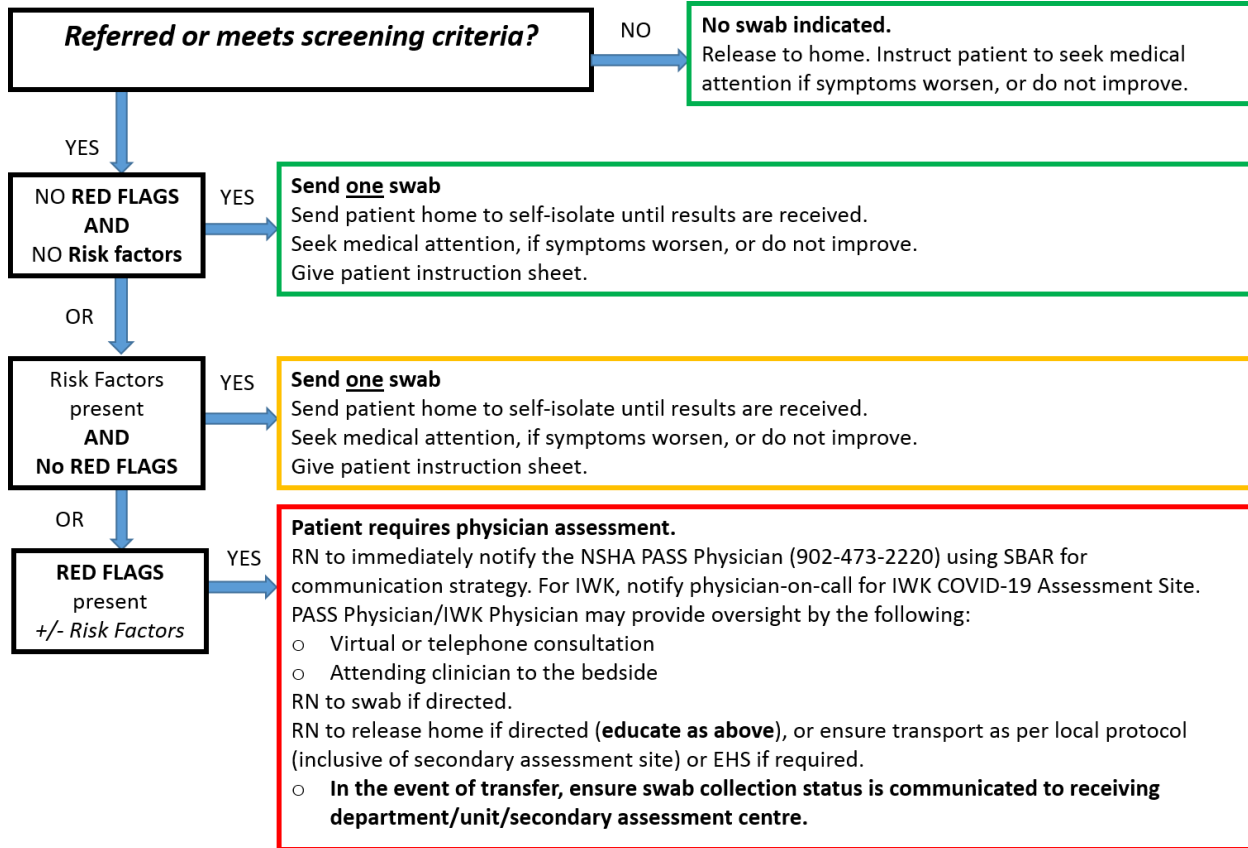 Referred or meets screening criteria?
NO
No swab indicated.
Release to home. Instruct patient to seek medical
attention if symptoms worsen, or do not improve.
YES
NO RED FLAGS
AND
NO Risk factors
YES
Send one swab
Send patient home to self-isolate until results are received.
Seek medical attention, if symptoms worsen, or do not improve.
Give patient instruction sheet.
OR
Risk Factors
present
AND
No RED FLAGS
YES
Send one swab
Send patient home to self-isolate until results are received.
Seek medical attention, if symptoms worsen, or do not improve.
Give patient instruction sheet.
OR
RED FLAGS
present
+/- Risk Factors
YES
Patient requires physician assessment.
RN to immediately notify the NSHA PASS Physician (902-473-2220) using SBAR for
communication strategy. For IWK, notify physician-on-call for IWK COVID-19 Assessment Site.
PASS Physician/IWK Physician may provide oversight by the following:
o Virtual or telephone consultation
o Attending clinician to the bedside
RN to swab if directed.
RN to release home if directed (educate as above), or ensure transport as per local protocol
(inclusive of secondary assessment site) or EHS if required.
o In the event of transfer, ensure swab collection status is communicated to receiving
department/unit/secondary assessment centre.